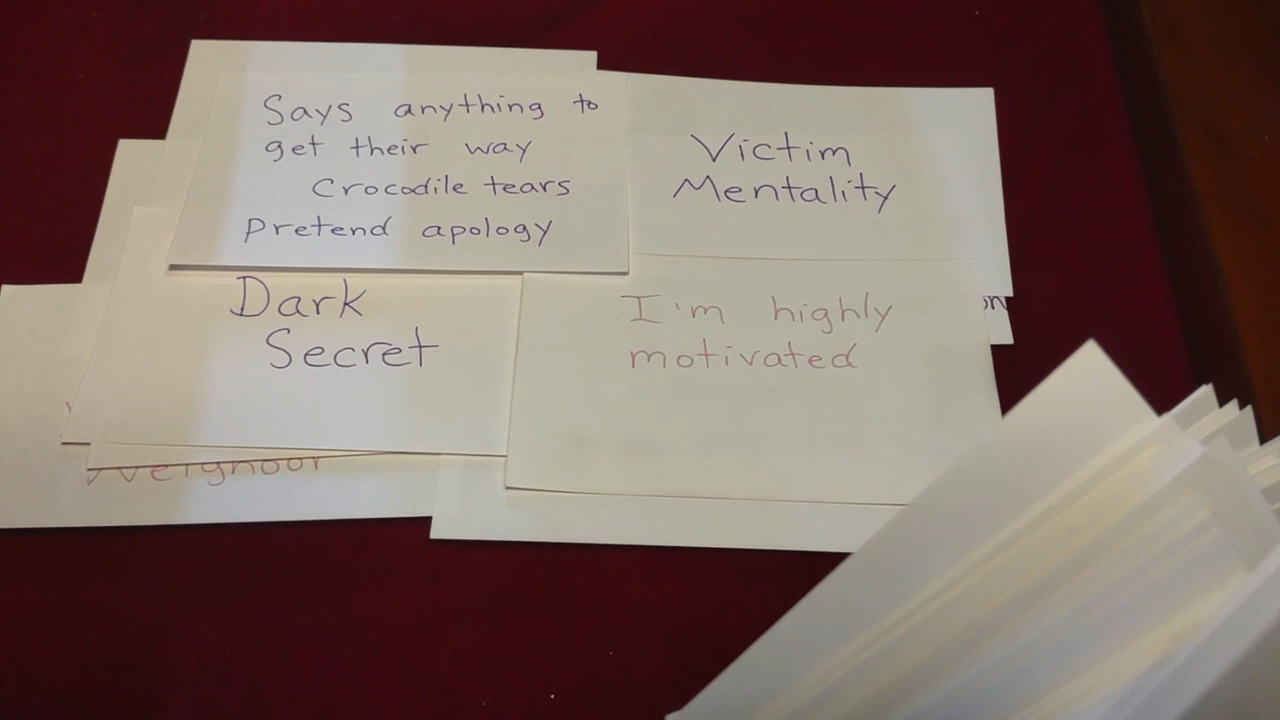 Says anything to
get their way
Crocodile tears
Pretend apology
Victim
Mentality
Dark
Secret
I'm highly
motivated